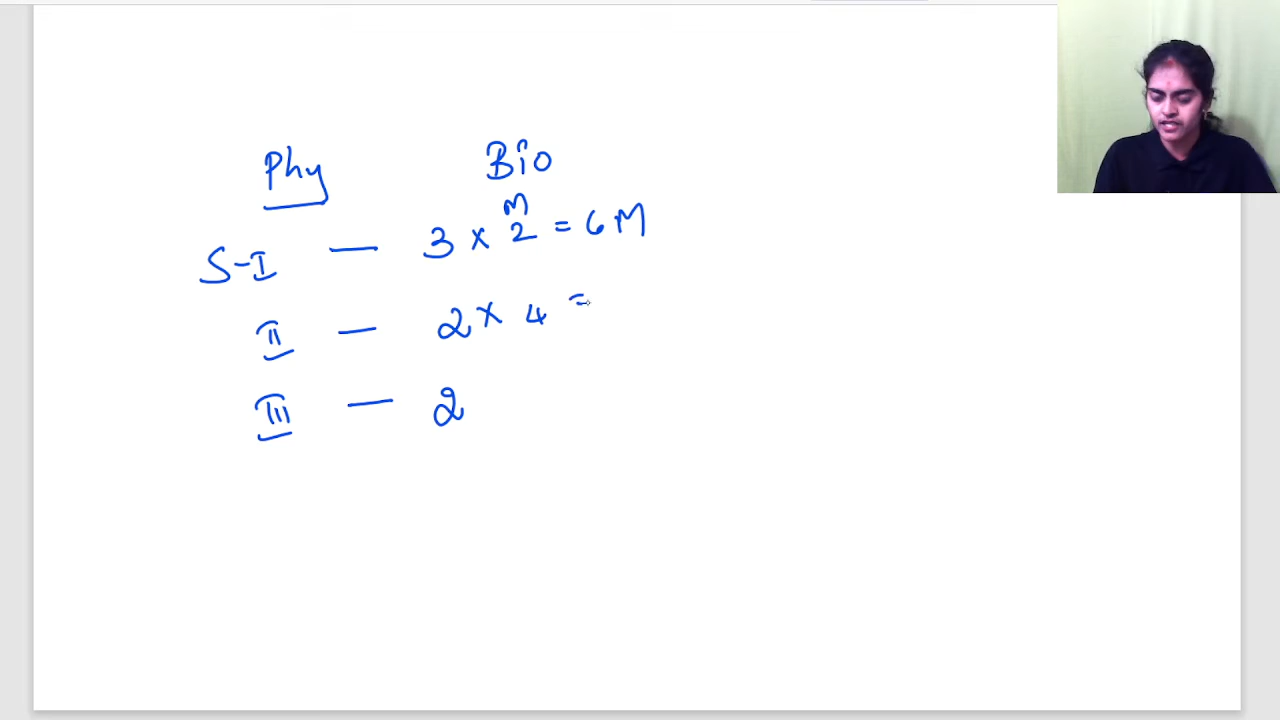 Phy Bio
M
S-I — 3 × 2 = 6 M
II — 2 × 4 =
III — 2